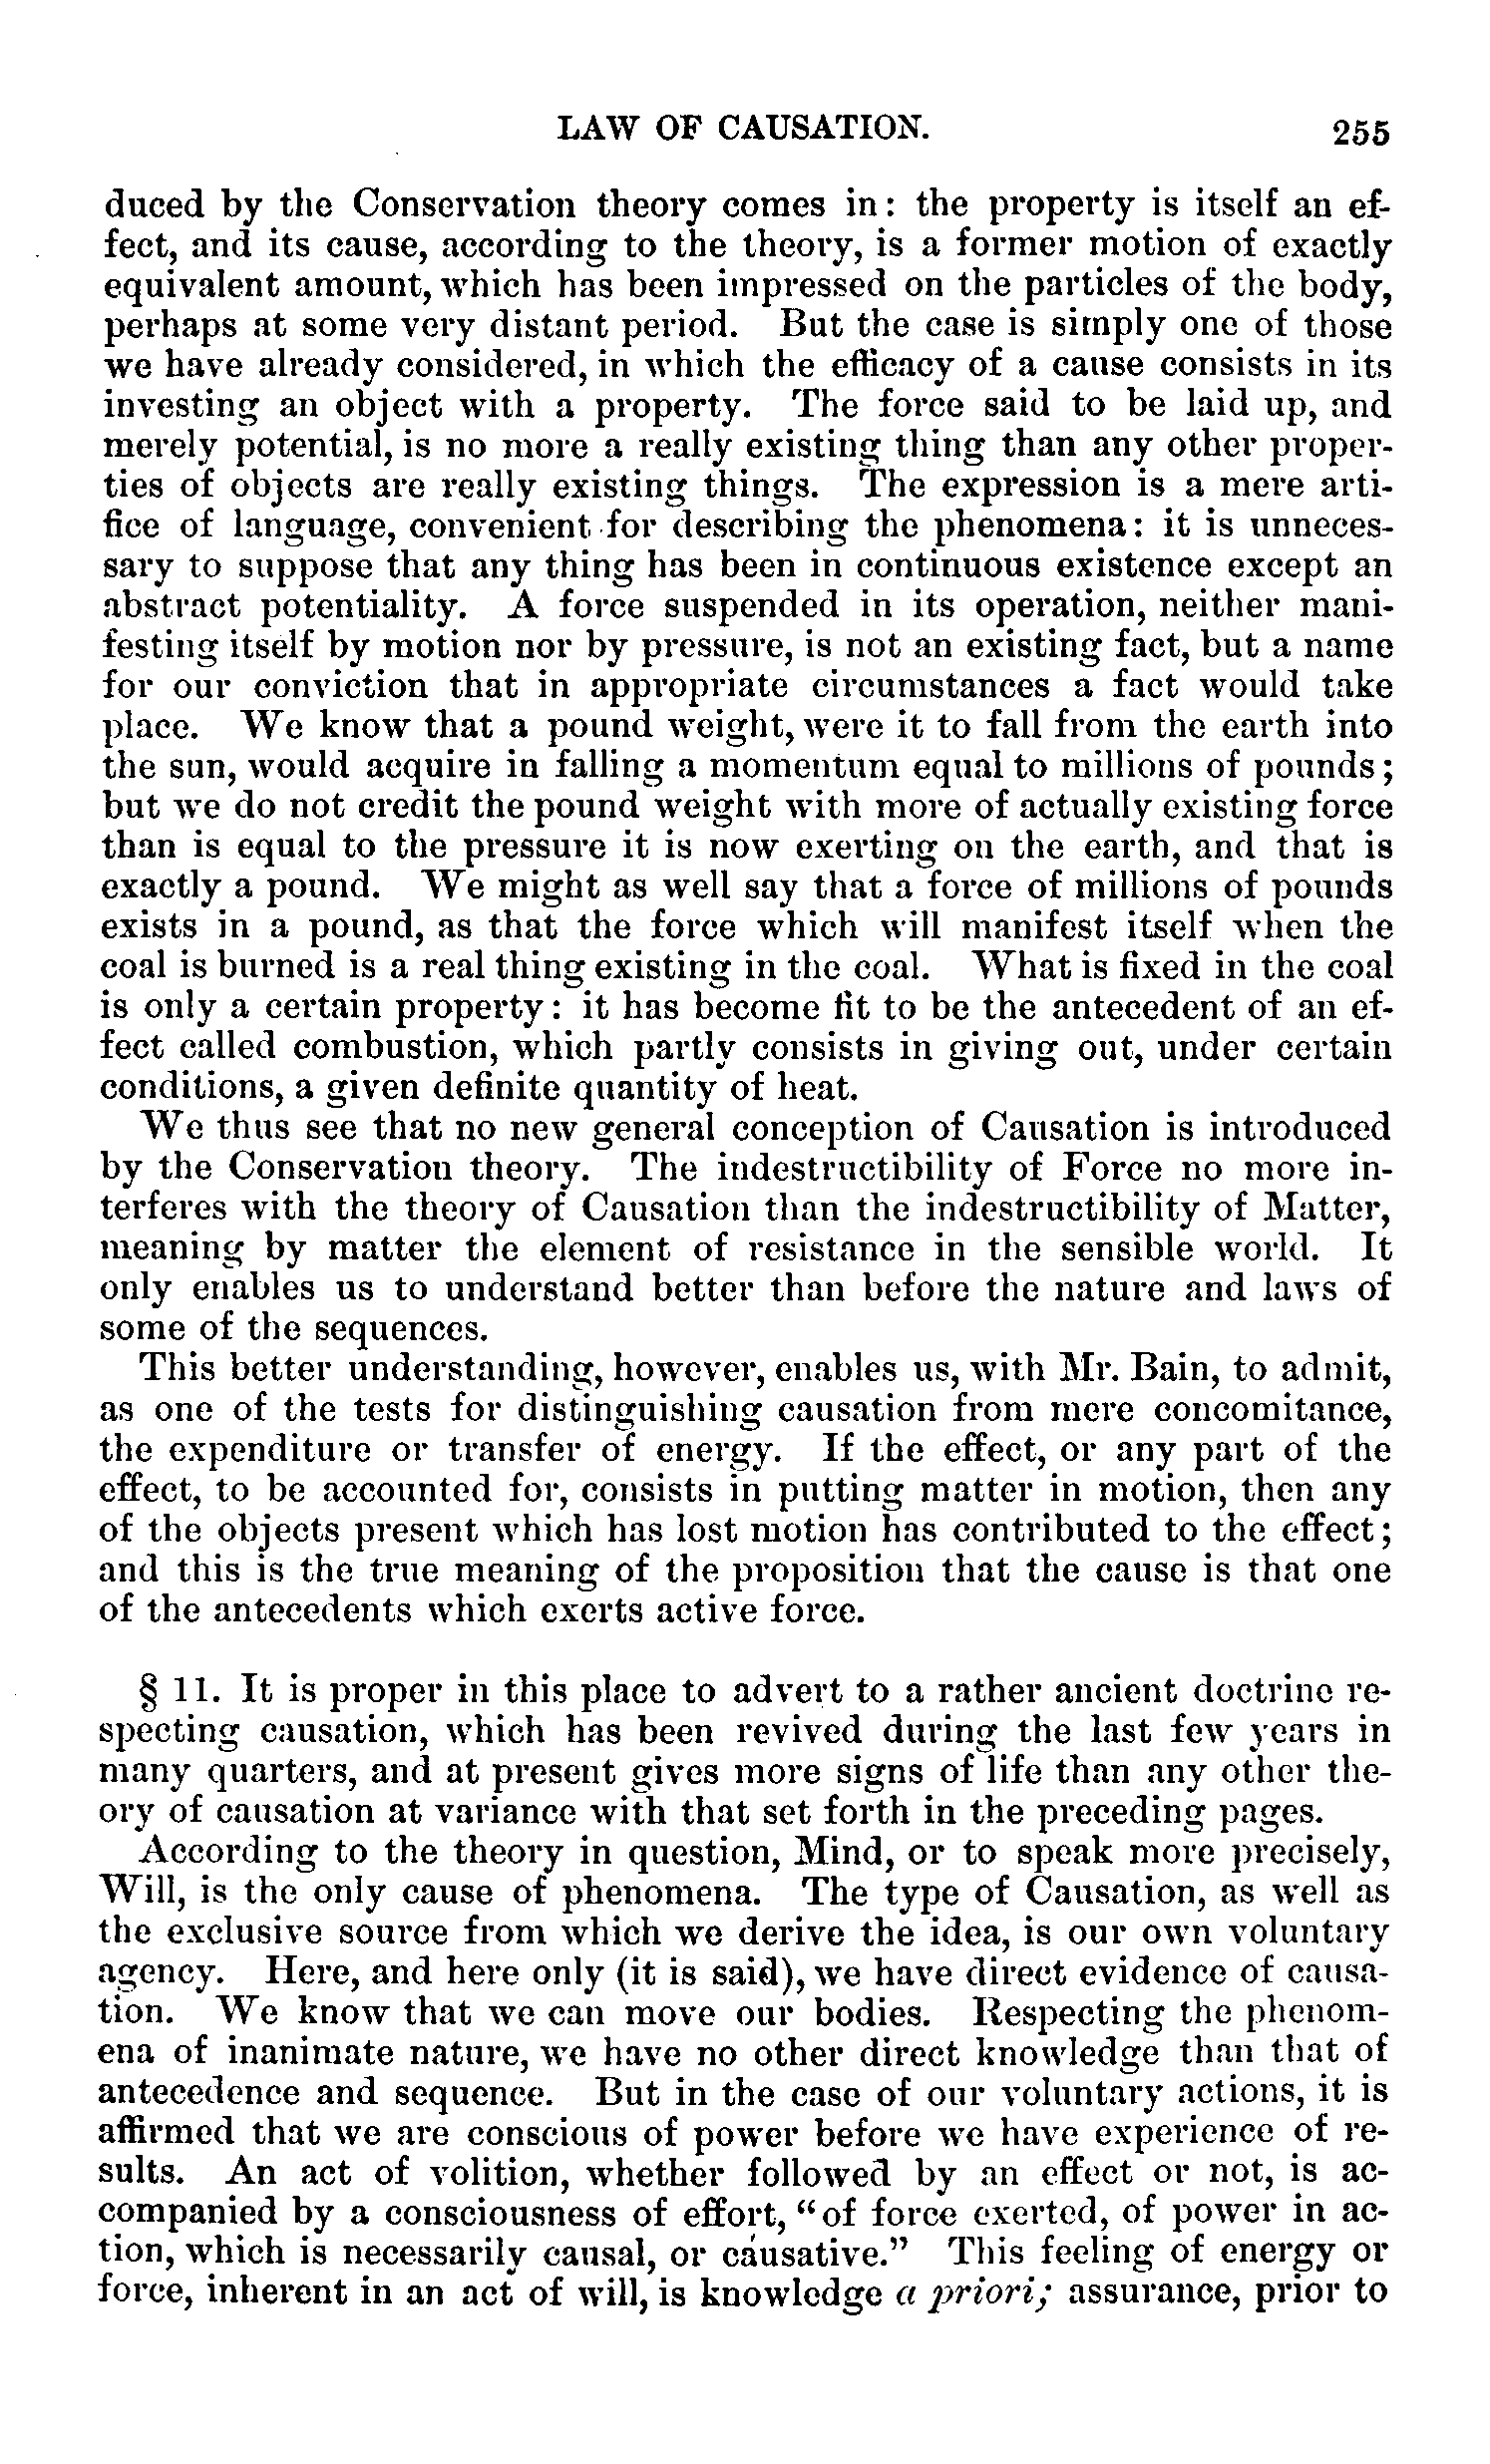 LAW OF CAUSATION. 255
duced by the Conservation theory comes in: the property is itself an ef-
fect, and its cause, according to the theory, is a former motion of exactly
equivalent amount, which has been impressed on the particles of the body,
perhaps at some very distant period. But the case is simply one of those
we have already considered, in which the efficacy of a cause consists in its
investing an object with a property. The force said to be laid up, and
merely potential, is no more a really existing thing than any other proper-
ties of objects are really existing things. The expression is a mere arti-
fice of language, convenient for describing the phenomena: it is unneces-
sary to suppose that any thing has been in continuous existence except an
abstract potentiality. A force suspended in its operation, neither mani-
festing itself by motion nor by pressure, is not an existing fact, but a name
for our conviction that in appropriate circumstances a fact would take
place. We know that a pound weight, were it to fall from the earth into
the sun, would acquire in falling a momentum equal to millions of pounds;
but we do not credit the pound weight with more of actually existing force
than is equal to the pressure it is now exerting on the earth, and that is
exactly a pound. We might as well say that a force of millions of pounds
exists in a pound, as that the force which will manifest itself when the
coal is burned is a real thing existing in the coal. What is fixed in the coal
is only a certain property: it has become fit to be the antecedent of an ef-
fect called combustion, which partly consists in giving out, under certain
conditions, a given definite quantity of heat.
We thus see that no new general conception of Causation is introduced
by the Conservation theory. The indestructibility of Force no more in-
terferes with the theory of Causation than the indestructibility of Matter,
meaning by matter the element of resistance in the sensible world. It
only enables us to understand better than before the nature and laws of
some of the sequences.
This better understanding, however, enables us, with Mr. Bain, to admit,
as one of the tests for distinguishing causation from mere concomitance,
the expenditure or transfer of energy. If the effect, or any part of the
effect, to be accounted for, consists in putting matter in motion, then any
of the objects present which has lost motion has contributed to the effect;
and this is the true meaning of the proposition that the cause is that one
of the antecedents which exerts active force.
§ 11. It is proper in this place to advert to a rather ancient doctrine re-
specting causation, which has been revived during the last few years in
many quarters, and at present gives more signs of life than any other the-
ory of causation at variance with that set forth in the preceding pages.
According to the theory in question, Mind, or to speak more precisely,
Will, is the only cause of phenomena. The type of Causation, as well as
the exclusive source from which we derive the idea, is our own voluntary
agency. Here, and here only (it is said), we have direct evidence of causa-
tion. We know that we can move our bodies. Respecting the phenom-
ena of inanimate nature, we have no other direct knowledge than that of
antecedence and sequence. But in the case of our voluntary actions, it is
affirmed that we are conscious of power before we have experience of re-
sults. An act of volition, whether followed by an effect or not, is ac-
companied by a consciousness of effort, "of force exerted, of power in ac-
tion, which is necessarily causal, or causative." This feeling of energy or
force, inherent in an act of will, is knowledge a priori; assurance, prior to